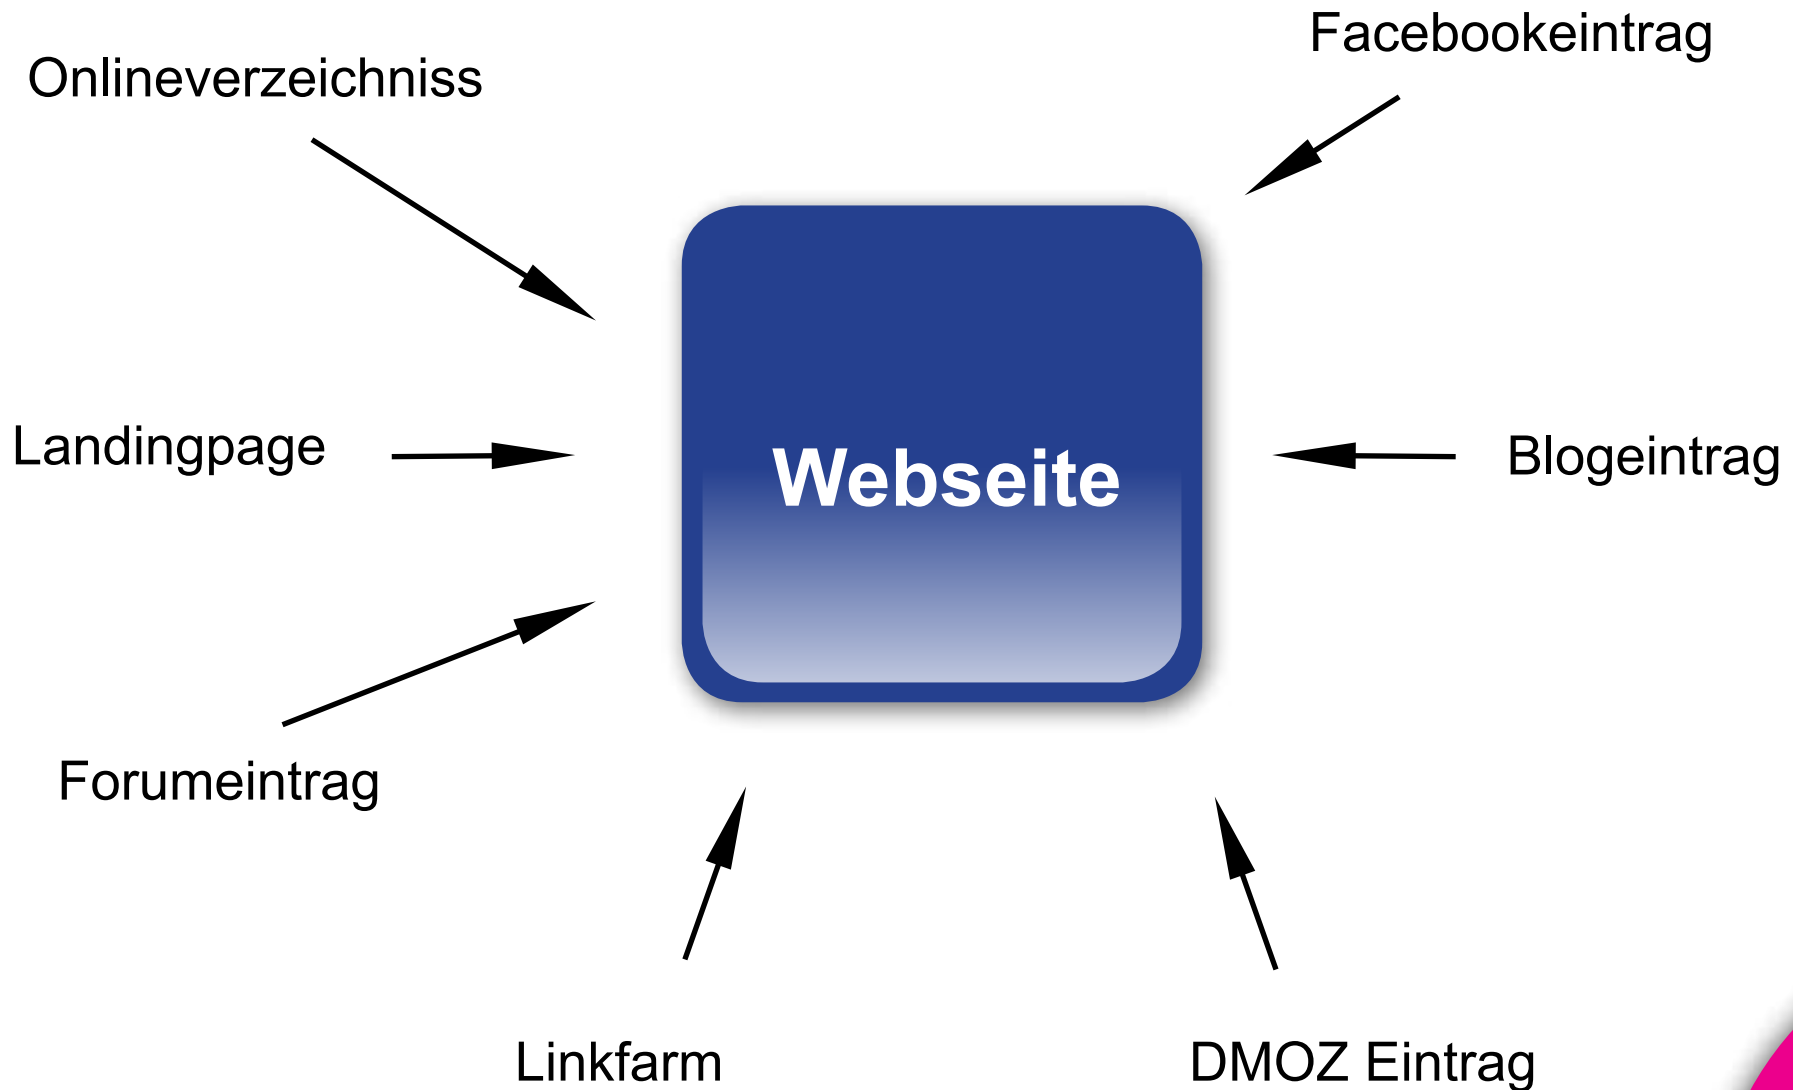 Facebookeintrag
Onlineverzeichniss
Landingpage
Webseite
Blogeintrag
Forumeintrag
Linkfarm
DMOZ Eintrag